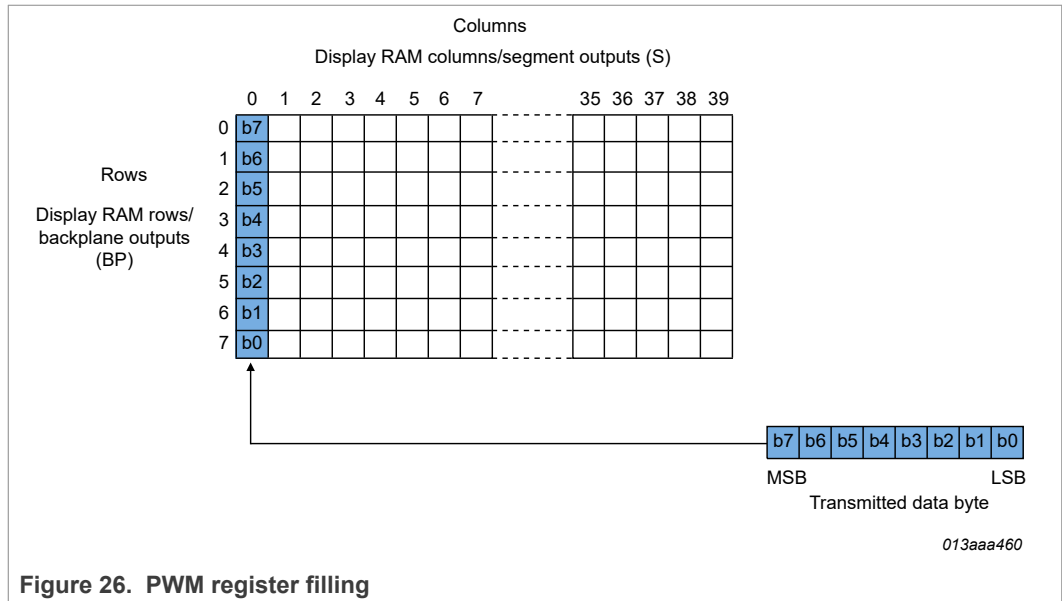 Columns
Display RAM columns/segment outputs (S)
0 1 2 3 4 5 6 7 35 36 37 38 39
0 b7
1 b6
Rows
2 b5
Display RAM rows/
3 b4
backplane outputs
4 b3
(BP)
5 b2
6 b1
7 b0
b7 b6 b5 b4 b3 b2 b1 b0
MSB LSB
Transmitted data byte
013aaa460
Figure 26. PWM register filling